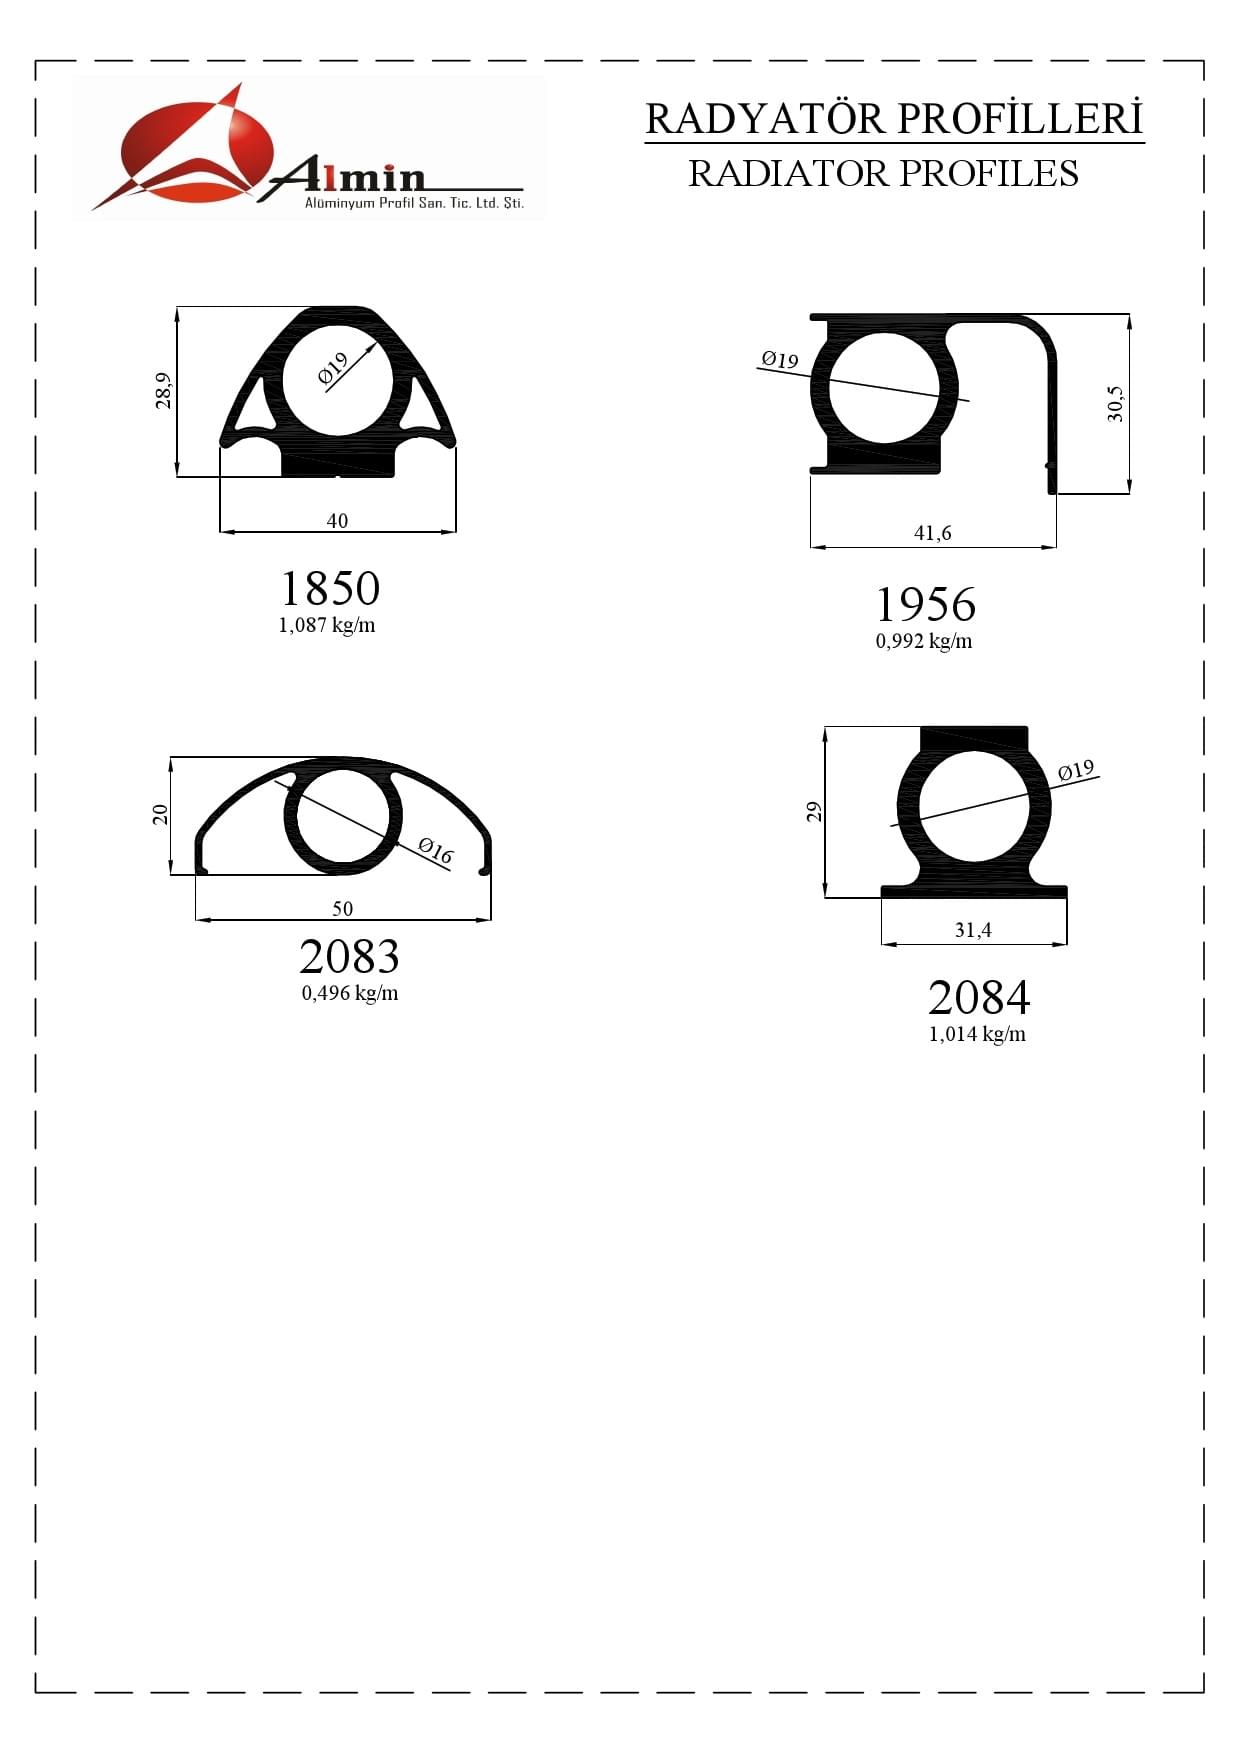 Almin
Alüminyum Profil San. Tic. Ltd. Şti.
RADYATÖR PROFİLLERİ
RADIATOR PROFILES
28,9
Ø19
40
1850
1,087 kg/m
Ø19
30,5
41,6
1956
0,992 kg/m
20
Ø16
50
2083
0,496 kg/m
29
Ø19
31,4
2084
1,014 kg/m